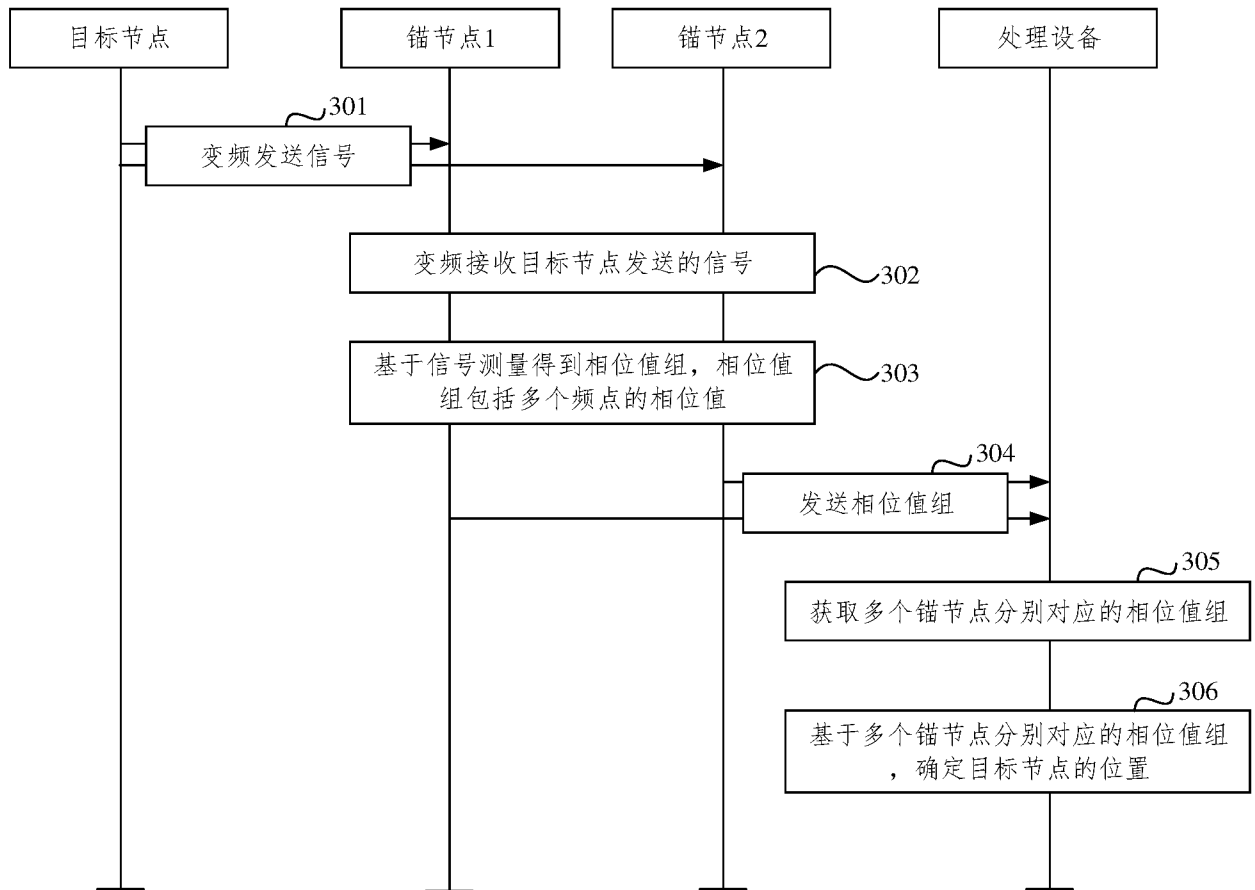 目标节点
锚节点1
锚节点2
处理设备
301
变频发送信号
变频接收目标节点发送的信号
302
基于信号测量得到相位值组，相位值
组包括多个频点的相位值
303
304
发送相位值组
305
获取多个锚节点分别对应的相位值组
306
基于多个锚节点分别对应的相位值组
，确定目标节点的位置